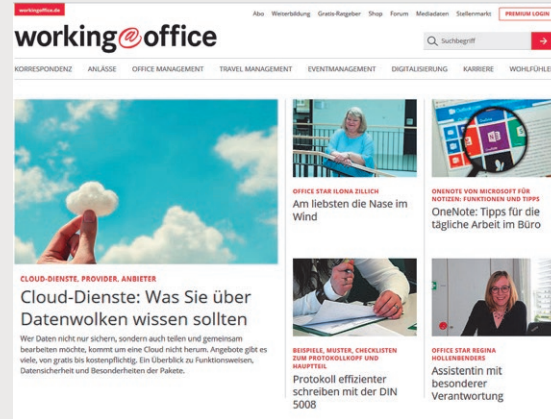 workingoffice.de
Abo Weiterbildung Gratis-Ratgeber Shop Forum Mediadaten Stellenmarkt PREMIUM LOGIN
working@office
Suchbegriff
KORRESPONDENZ ANLÄSSE OFFICE MANAGEMENT TRAVEL MANAGEMENT EVENTMANAGEMENT DIGITALISIERUNG KARRIERE WOHLFÜHLE
CLOUD-DIENSTE, PROVIDER, ANBIETER
Cloud-Dienste: Was Sie über
Datenwolken wissen sollten
Wer Daten nicht nur sichern, sondern auch teilen und gemeinsam
bearbeiten möchte, kommt um eine Cloud nicht herum. Angebote gibt es
viele, von gratis bis kostenpflichtig. Ein Überblick zu Funktionsweisen,
Datensicherheit und Besonderheiten der Pakete.
OFFICE STAR ILONA ZILLICH
Am liebsten die Nase im
Wind
ONENOTE VON MICROSOFT FÜR
NOTIZEN: FUNKTIONEN UND TIPPS
OneNote: Tipps für die
tägliche Arbeit im Büro
BEISPIELE, MUSTER, CHECKLISTEN
ZUM PROTOKOLLKOPF UND
HAUPTTEIL
Protokoll effizienter
schreiben mit der DIN
5008
OFFICE STAR REGINA
HOLLENBENDERS
Assistentin mit
besonderer
Verantwortung